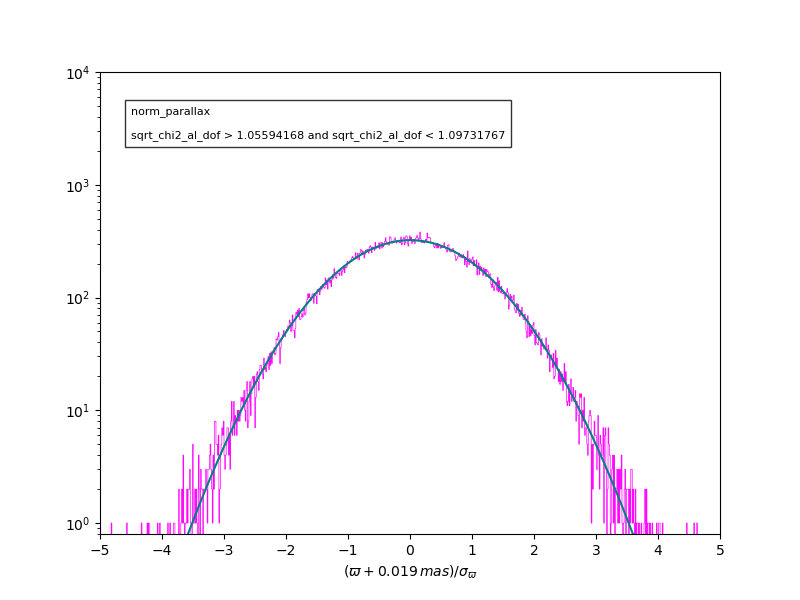 10⁴
norm_parallax
sqrt_chi2_al_dof > 1.05594168 and sqrt_chi2_al_dof < 1.09731767
10³
10²
10¹
10⁰
−5 −4 −3 −2 −1 0 1 2 3 4 5
(ϖ + 0.019 mas)/σ_ϖ